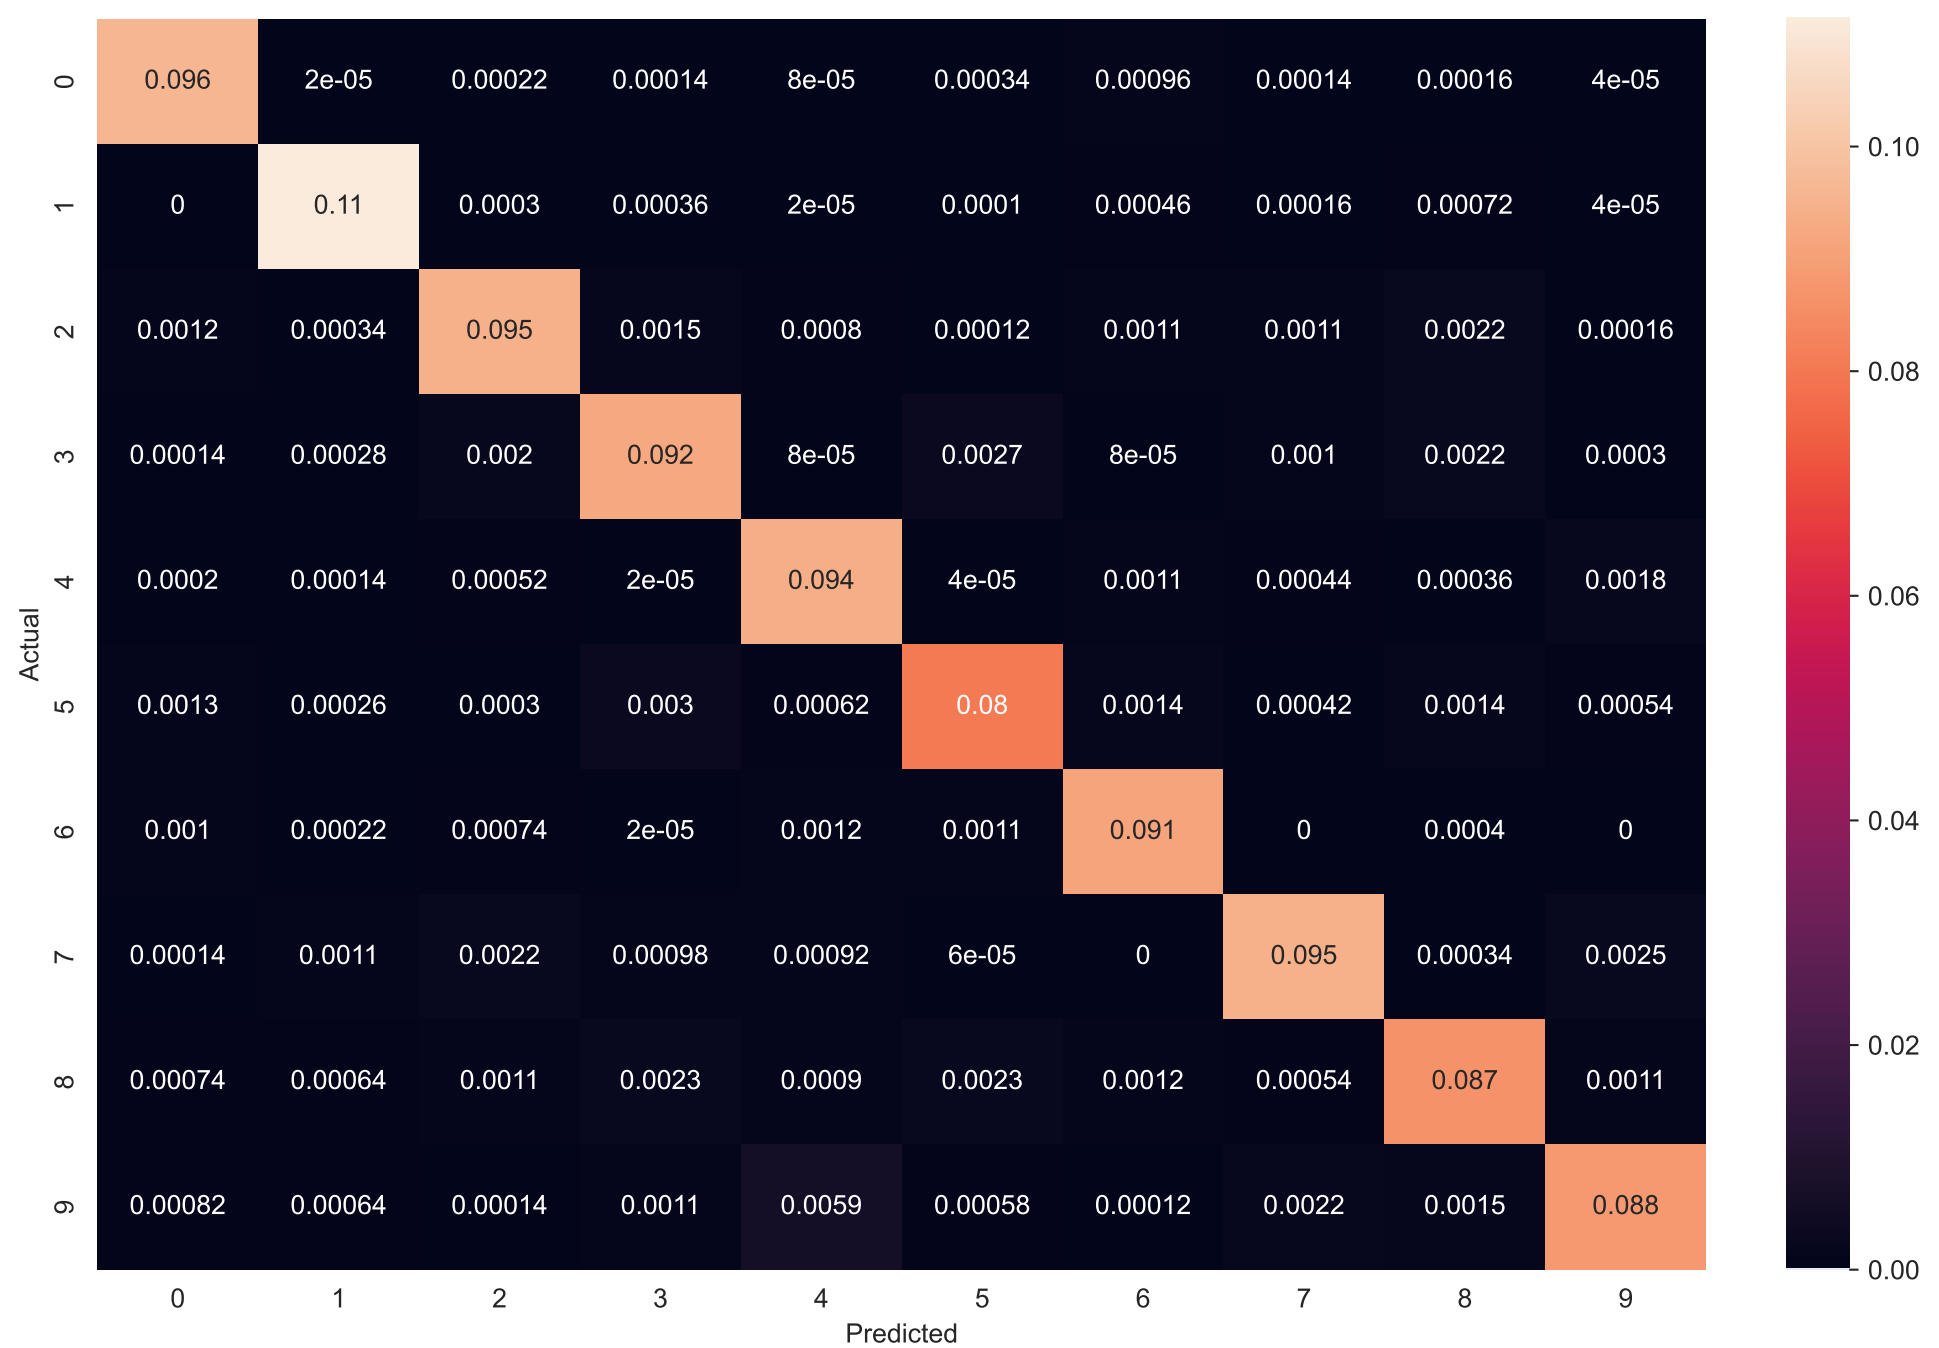 0 0.096 2e-05 0.00022 0.00014 8e-05 0.00034 0.00096 0.00014 0.00016 4e-05
1 0 0.11 0.0003 0.00036 2e-05 0.0001 0.00046 0.00016 0.00072 4e-05
2 0.0012 0.00034 0.095 0.0015 0.0008 0.00012 0.0011 0.0011 0.0022 0.00016
3 0.00014 0.00028 0.002 0.092 8e-05 0.0027 8e-05 0.001 0.0022 0.0003
4 0.0002 0.00014 0.00052 2e-05 0.094 4e-05 0.0011 0.00044 0.00036 0.0018
5 0.0013 0.00026 0.0003 0.003 0.00062 0.08 0.0014 0.00042 0.0014 0.00054
6 0.001 0.00022 0.00074 2e-05 0.0012 0.0011 0.091 0 0.0004 0
7 0.00014 0.0011 0.0022 0.00098 0.00092 6e-05 0 0.095 0.00034 0.0025
8 0.00074 0.00064 0.0011 0.0023 0.0009 0.0023 0.0012 0.00054 0.087 0.0011
9 0.00082 0.00064 0.00014 0.0011 0.0059 0.00058 0.00012 0.0022 0.0015 0.088
0 1 2 3 4 5 6 7 8 9
Predicted
Actual
0.10
0.08
0.06
0.04
0.02
0.00